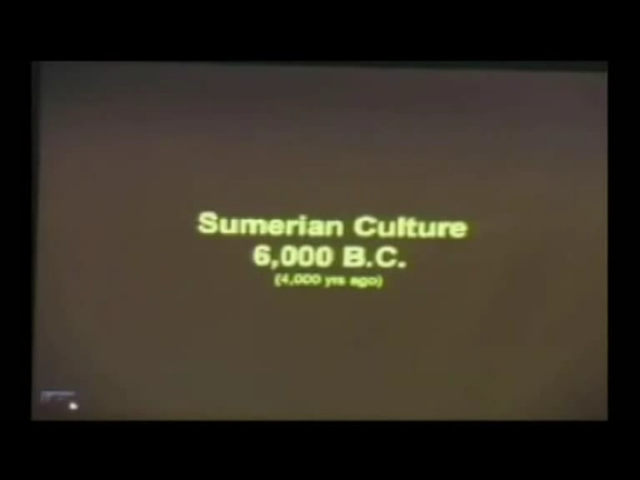 Sumerian Culture
6,000 B.C.
(4,000 yrs ago)